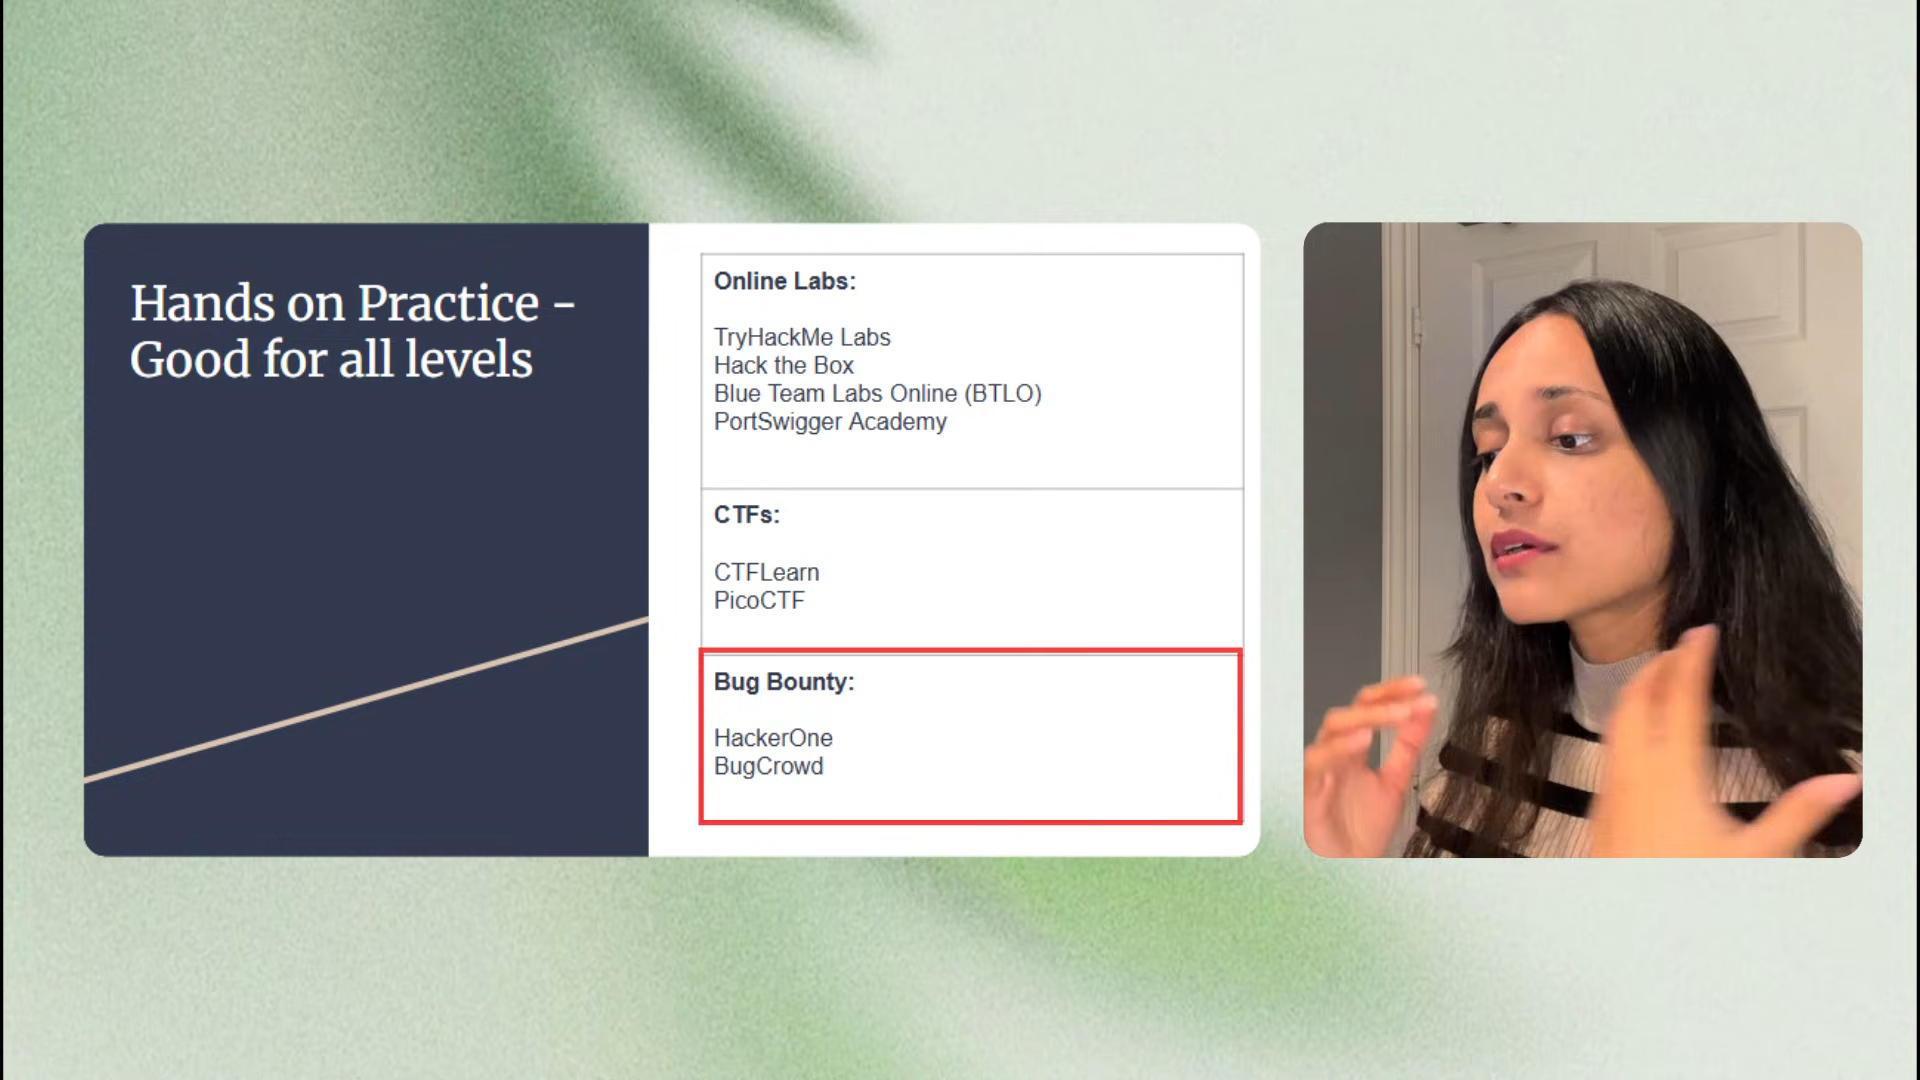 Hands on Practice -
Good for all levels
Online Labs:
TryHackMe Labs
Hack the Box
Blue Team Labs Online (BTLO)
PortSwigger Academy
CTFs:
CTFLearn
PicoCTF
Bug Bounty:
HackerOne
BugCrowd